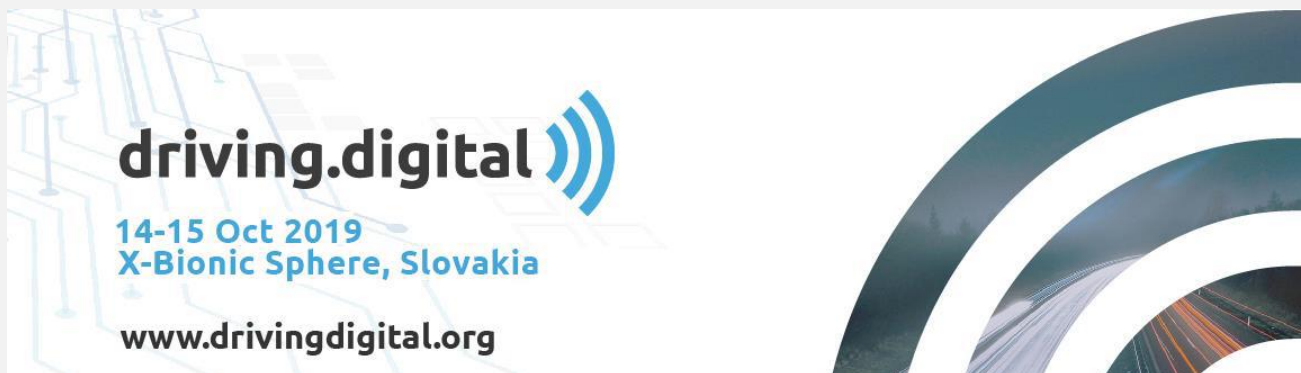 driving.digital
14-15 Oct 2019
X-Bionic Sphere, Slovakia
www.drivingdigital.org